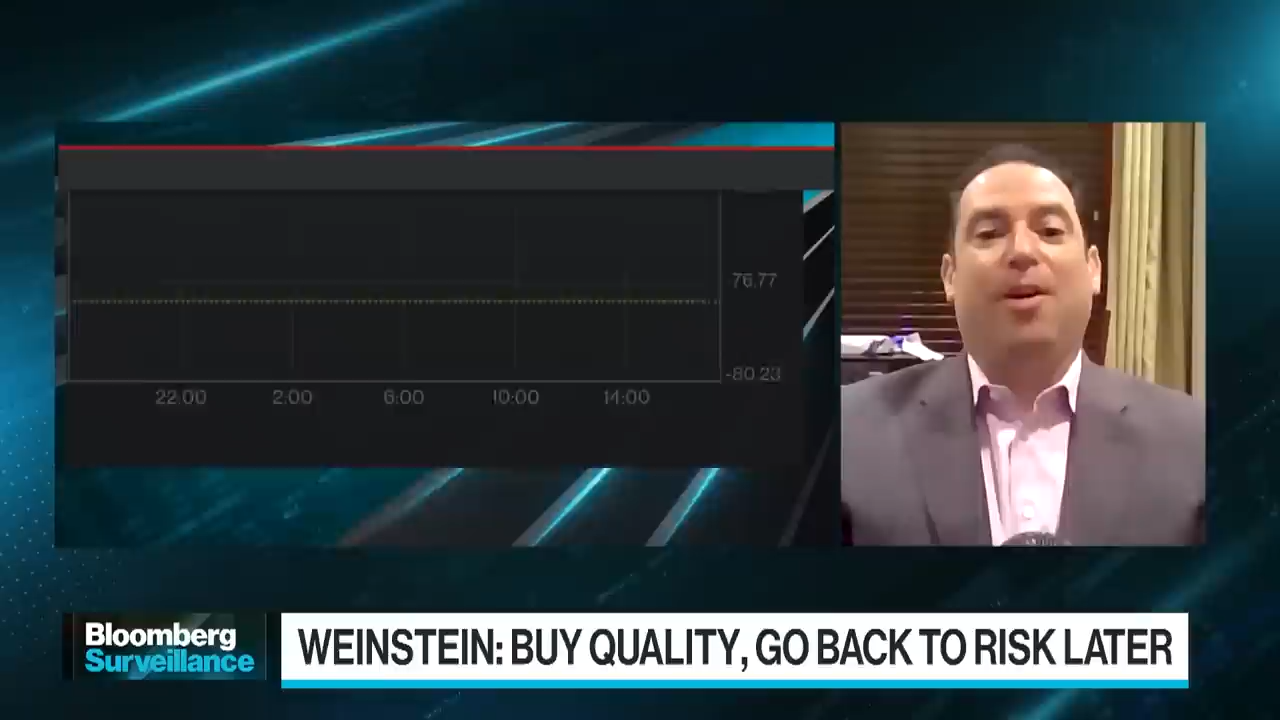 76.77
-80.23
22:00
2:00
6:00
10:00
14:00
Bloomberg
Surveillance
WEINSTEIN: BUY QUALITY, GO BACK TO RISK LATER